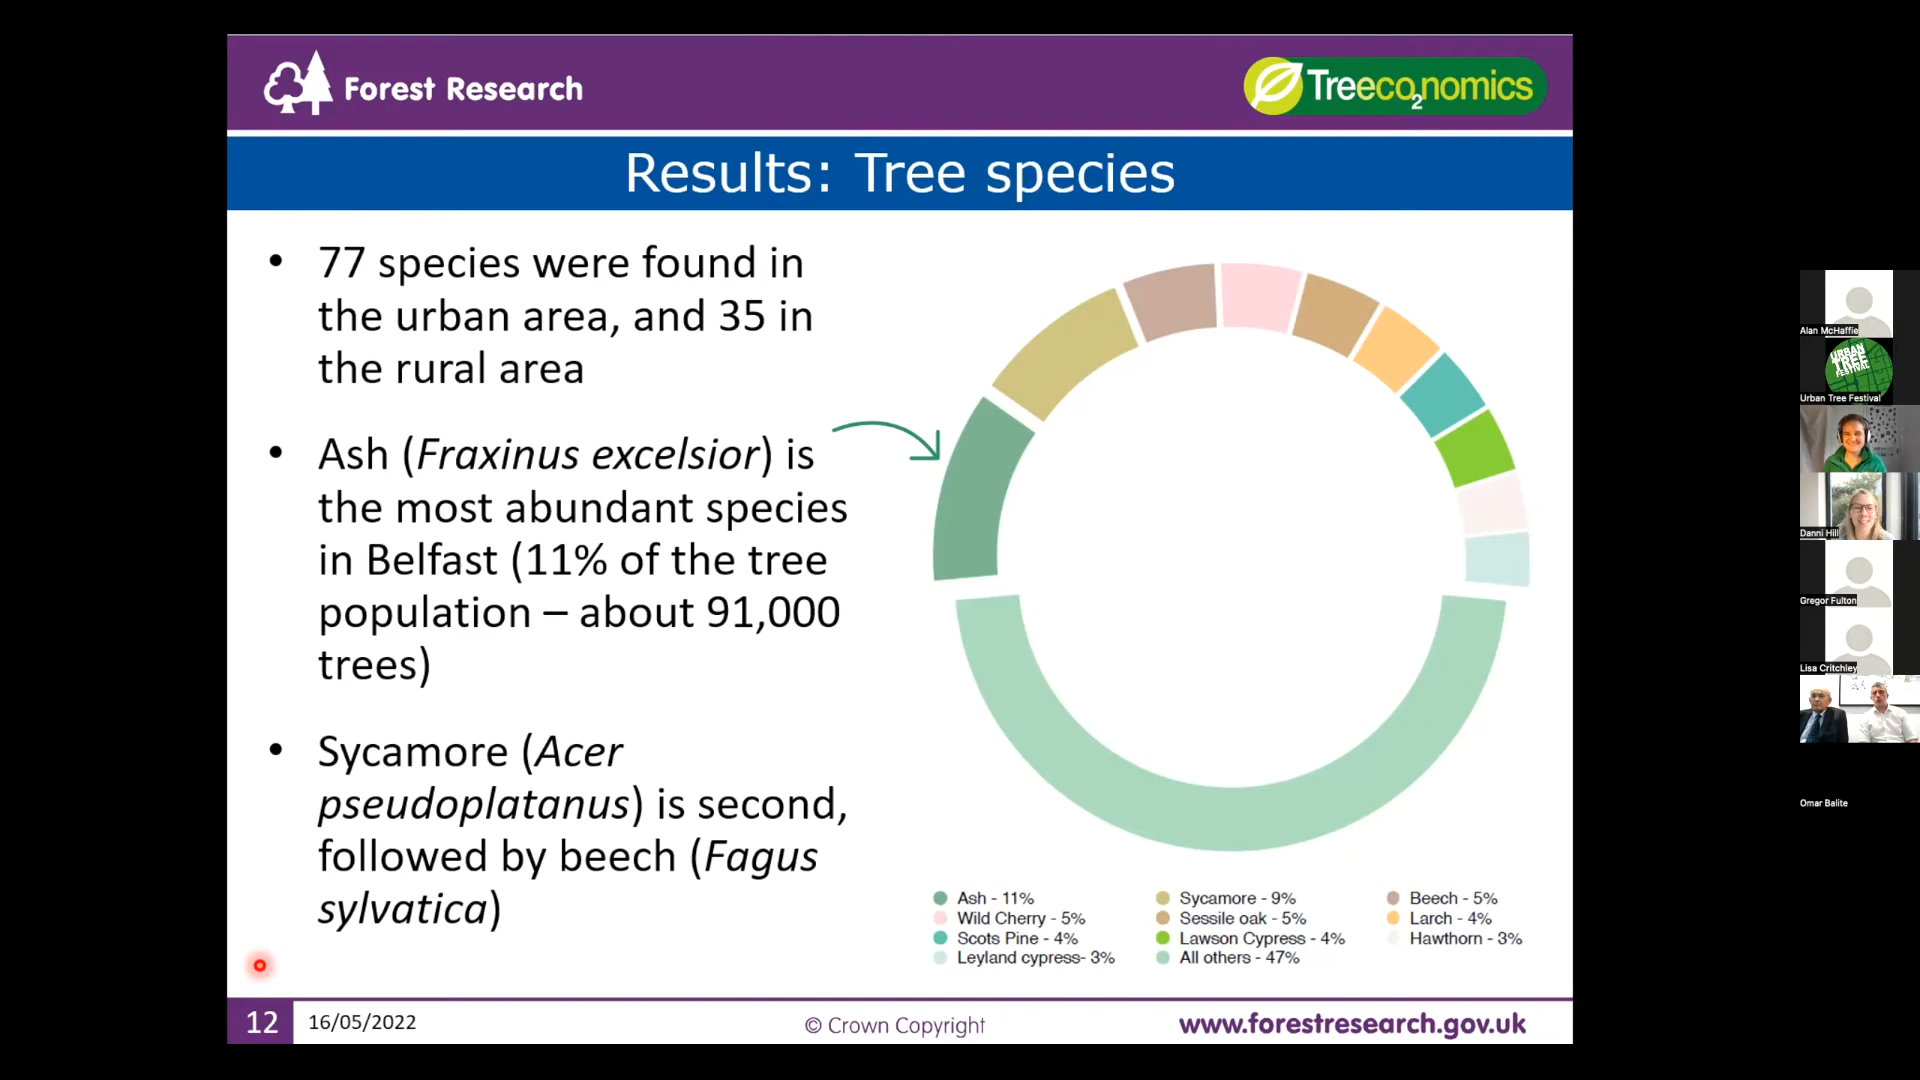 Forest Research
Treeco2nomics
Results: Tree species
• 77 species were found in
the urban area, and 35 in
the rural area
• Ash (Fraxinus excelsior) is
the most abundant species
in Belfast (11% of the tree
population – about 91,000
trees)
• Sycamore (Acer
pseudoplatanus) is second,
followed by beech (Fagus
sylvatica)
Ash - 11% Sycamore - 9% Beech - 5%
Wild Cherry - 5% Sessile oak - 5% Larch - 4%
Scots Pine - 4% Lawson Cypress - 4% Hawthorn - 3%
Leyland cypress- 3% All others - 47%
12 16/05/2022 © Crown Copyright www.forestresearch.gov.uk
Alan McHaffie
URBAN
TREE
FESTIVAL
Urban Tree Festival
Danni Hill
Gregor Fulton
Lisa Critchley
Omar Balite